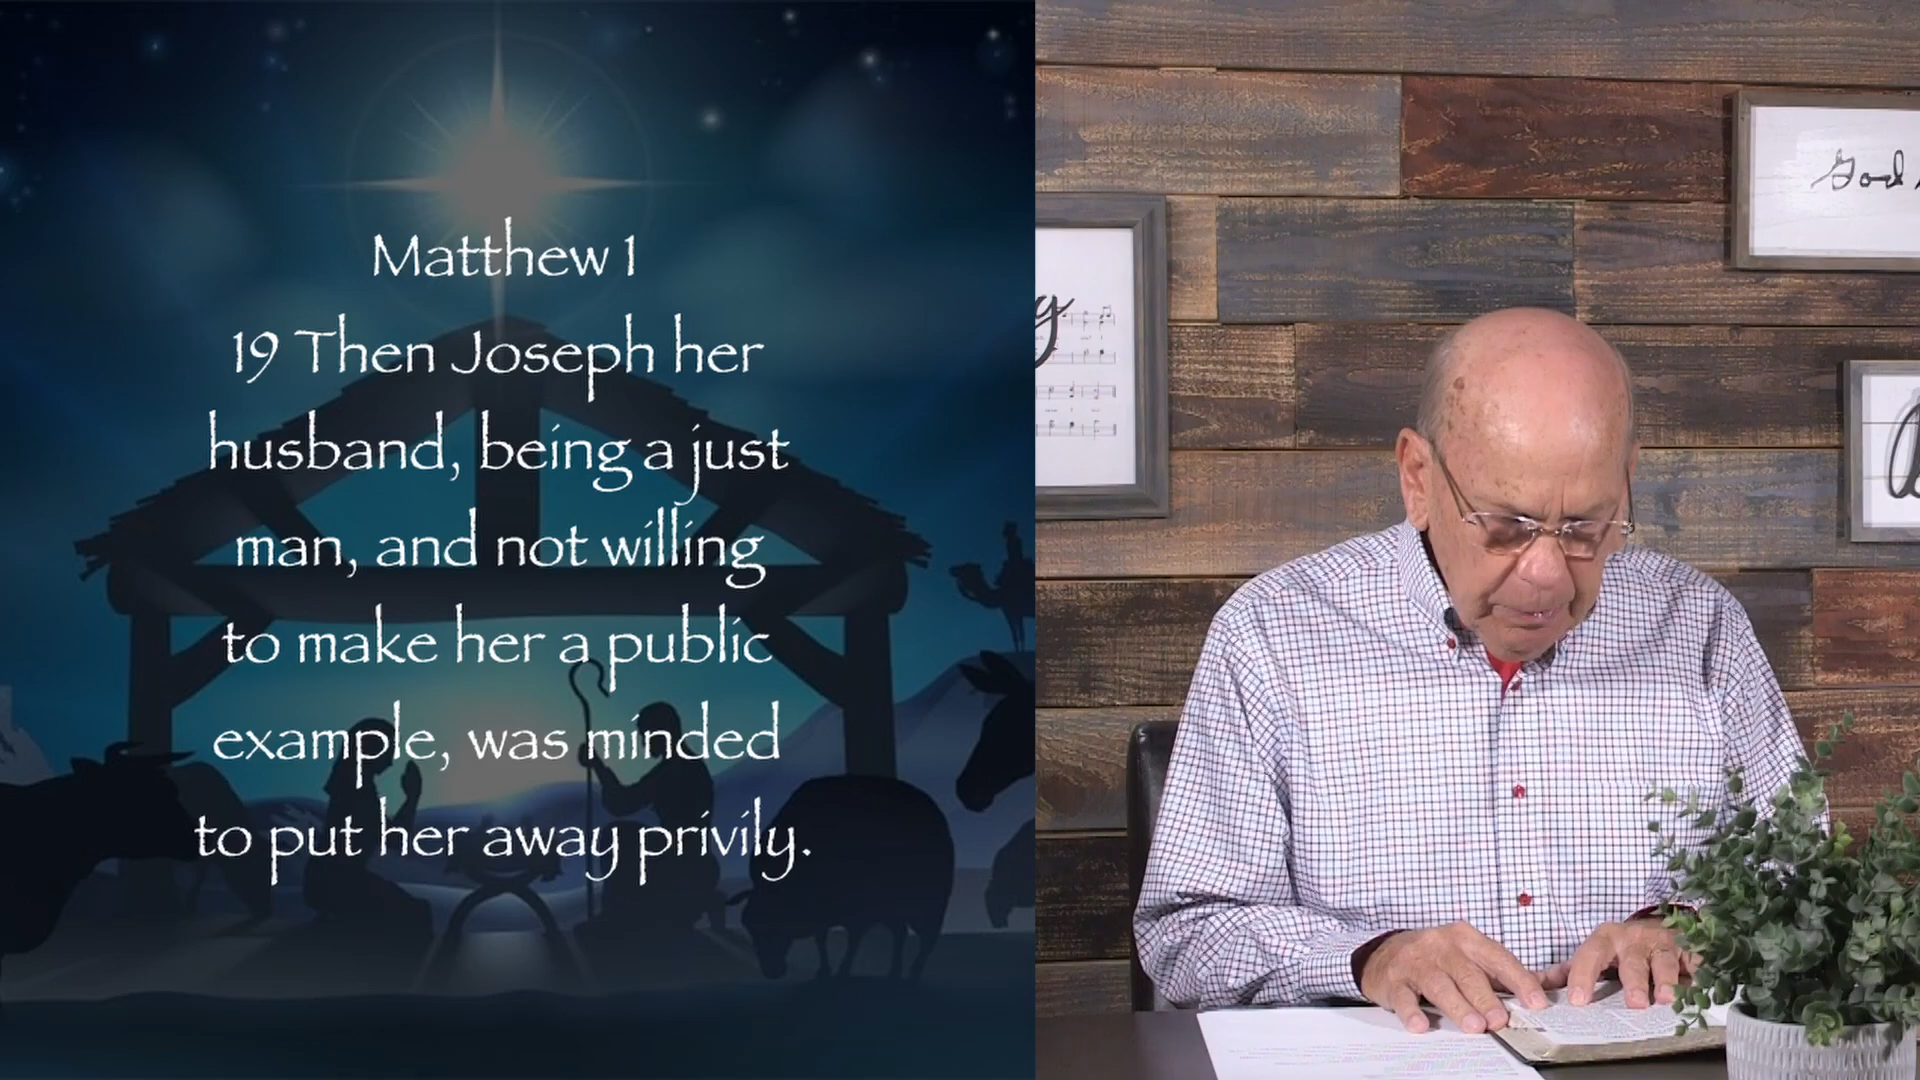 Matthew 1
19 Then Joseph her
husband, being a just
man, and not willing
to make her a public
example, was minded
to put her away privily.
God